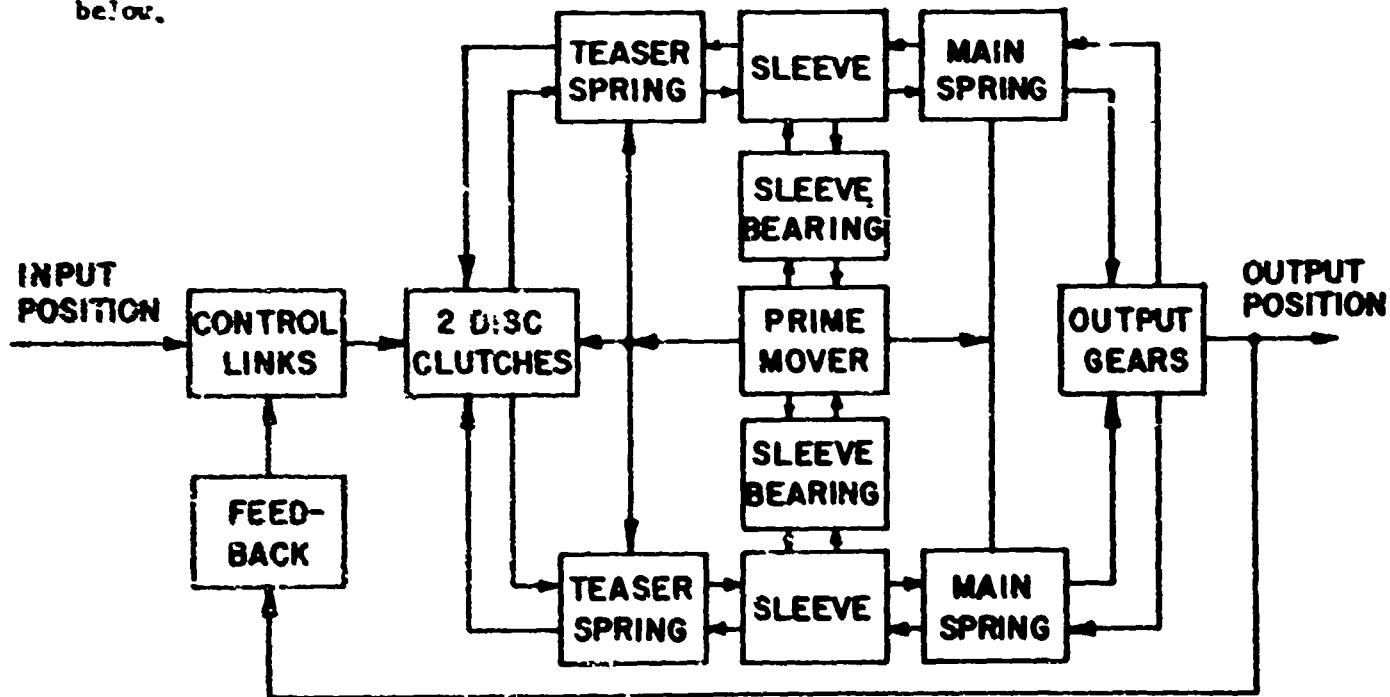 below.
TEASER
SPRING
SLEEVE
MAIN
SPRING
SLEEVE
BEARING
INPUT
POSITION
CONTROL
LINKS
2 DISC
CLUTCHES
PRIME
MOVER
OUTPUT
GEARS
OUTPUT
POSITION
SLEEVE
BEARING
FEED-
BACK
TEASER
SPRING
SLEEVE
MAIN
SPRING